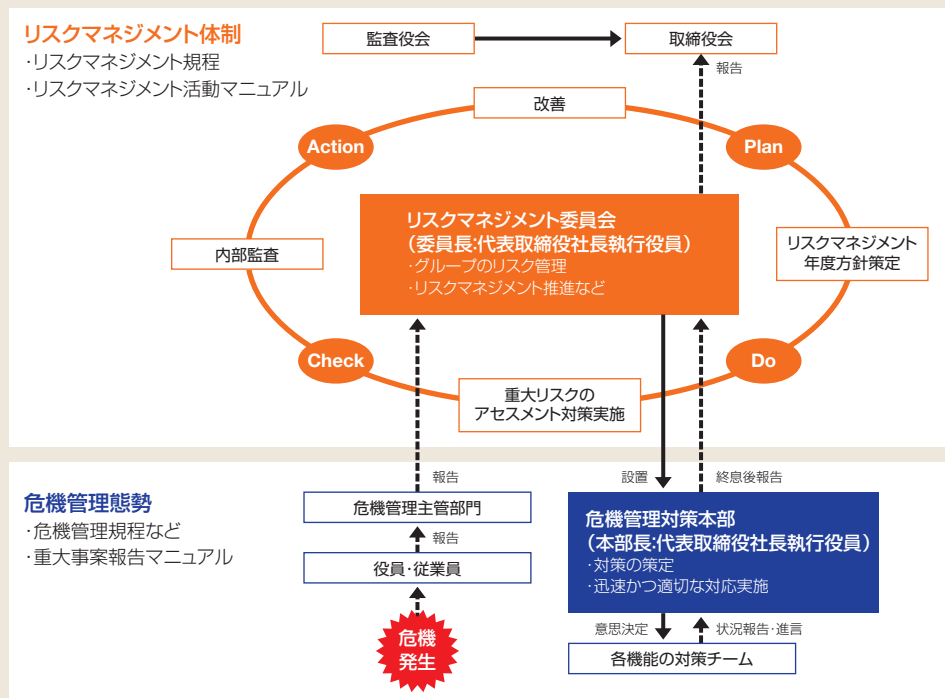 リスクマネジメント体制
・リスクマネジメント規程
・リスクマネジメント活動マニュアル
監査役会
取締役会
報告
改善
Action
Plan
リスクマネジメント委員会
（委員長:代表取締役社長執行役員）
・グループのリスク管理
・リスクマネジメント推進など
内部監査
リスクマネジメント
年度方針策定
Check
Do
重大リスクの
アセスメント対策実施
危機管理態勢
・危機管理規程など
・重大事案報告マニュアル
報告
危機管理主管部門
報告
役員・従業員
危機
発生
設置
終息後報告
危機管理対策本部
（本部長:代表取締役社長執行役員）
・対策の策定
・迅速かつ適切な対応実施
意思決定
状況報告・進言
各機能の対策チーム